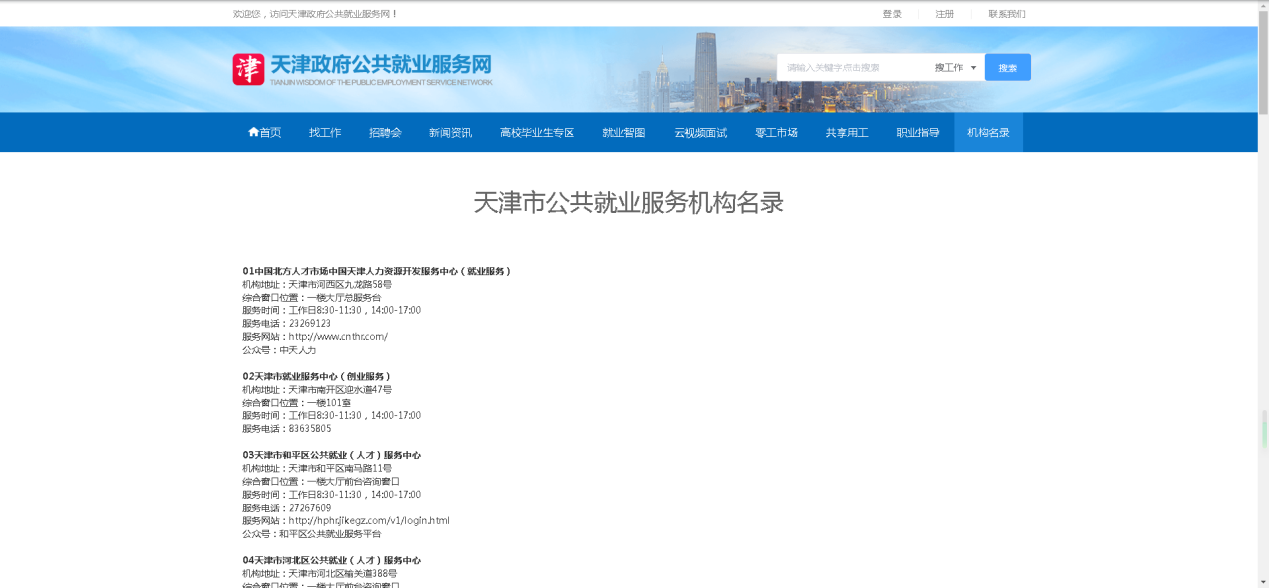 欢迎您，访问天津政府公共就业服务网！
登录
注册
联系我们
津
天津政府公共就业服务网
TIANJIN WISDOM OF THE PUBLIC EMPLOYMENT SERVICE NETWORK
请输入关键字点击搜索
搜工作
搜索
首页
找工作
招聘会
新闻资讯
高校毕业生专区
就业智图
云视频面试
零工市场
共享用工
职业指导
机构名录
天津市公共就业服务机构名录
01中国北方人才市场中国天津人力资源开发服务中心（就业服务）
机构地址：天津市河西区九龙路58号
综合窗口位置：一楼大厅总服务台
服务时间：工作日8:30-11:30，14:00-17:00
服务电话：23269123
服务网站：http://www.cnthr.com/
公众号：中天人力
02天津市就业服务中心（创业服务）
机构地址：天津市南开区迎水道47号
综合窗口位置：一楼101室
服务时间：工作日8:30-11:30，14:00-17:00
服务电话：83635805
03天津市和平区公共就业（人才）服务中心
机构地址：天津市和平区南马路11号
综合窗口位置：一楼大厅前台咨询窗口
服务时间：工作日8:30-11:30，14:00-17:00
服务电话：27267609
服务网站：http://hphr.jikegz.com/v1/login.html
公众号：和平区公共就业服务平台
04天津市河北区公共就业（人才）服务中心
机构地址：天津市河北区榆关道388号
综合窗口位置：一楼大厅前台咨询窗口